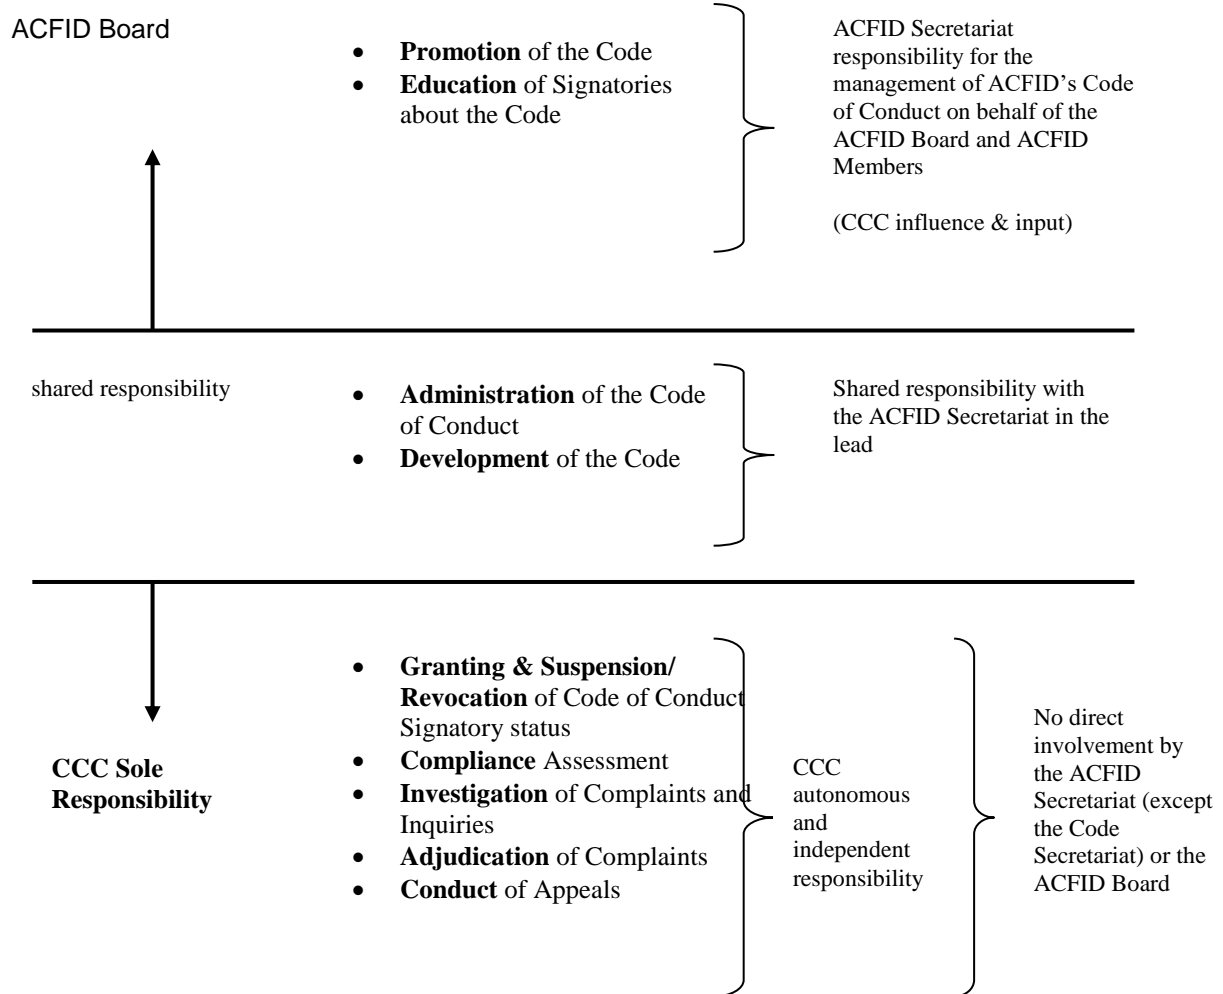 ACFID Board
• Promotion of the Code
• Education of Signatories
about the Code
ACFID Secretariat
responsibility for the
management of ACFID’s Code
of Conduct on behalf of the
ACFID Board and ACFID
Members
(CCC influence & input)
shared responsibility
• Administration of the Code
of Conduct
• Development of the Code
Shared responsibility with
the ACFID Secretariat in the
lead
CCC Sole
Responsibility
• Granting & Suspension/
Revocation of Code of Conduct
Signatory status
• Compliance Assessment
• Investigation of Complaints and
Inquiries
• Adjudication of Complaints
• Conduct of Appeals
CCC
autonomous
and
independent
responsibility
No direct
involvement by
the ACFID
Secretariat (except
the Code
Secretariat) or the
ACFID Board